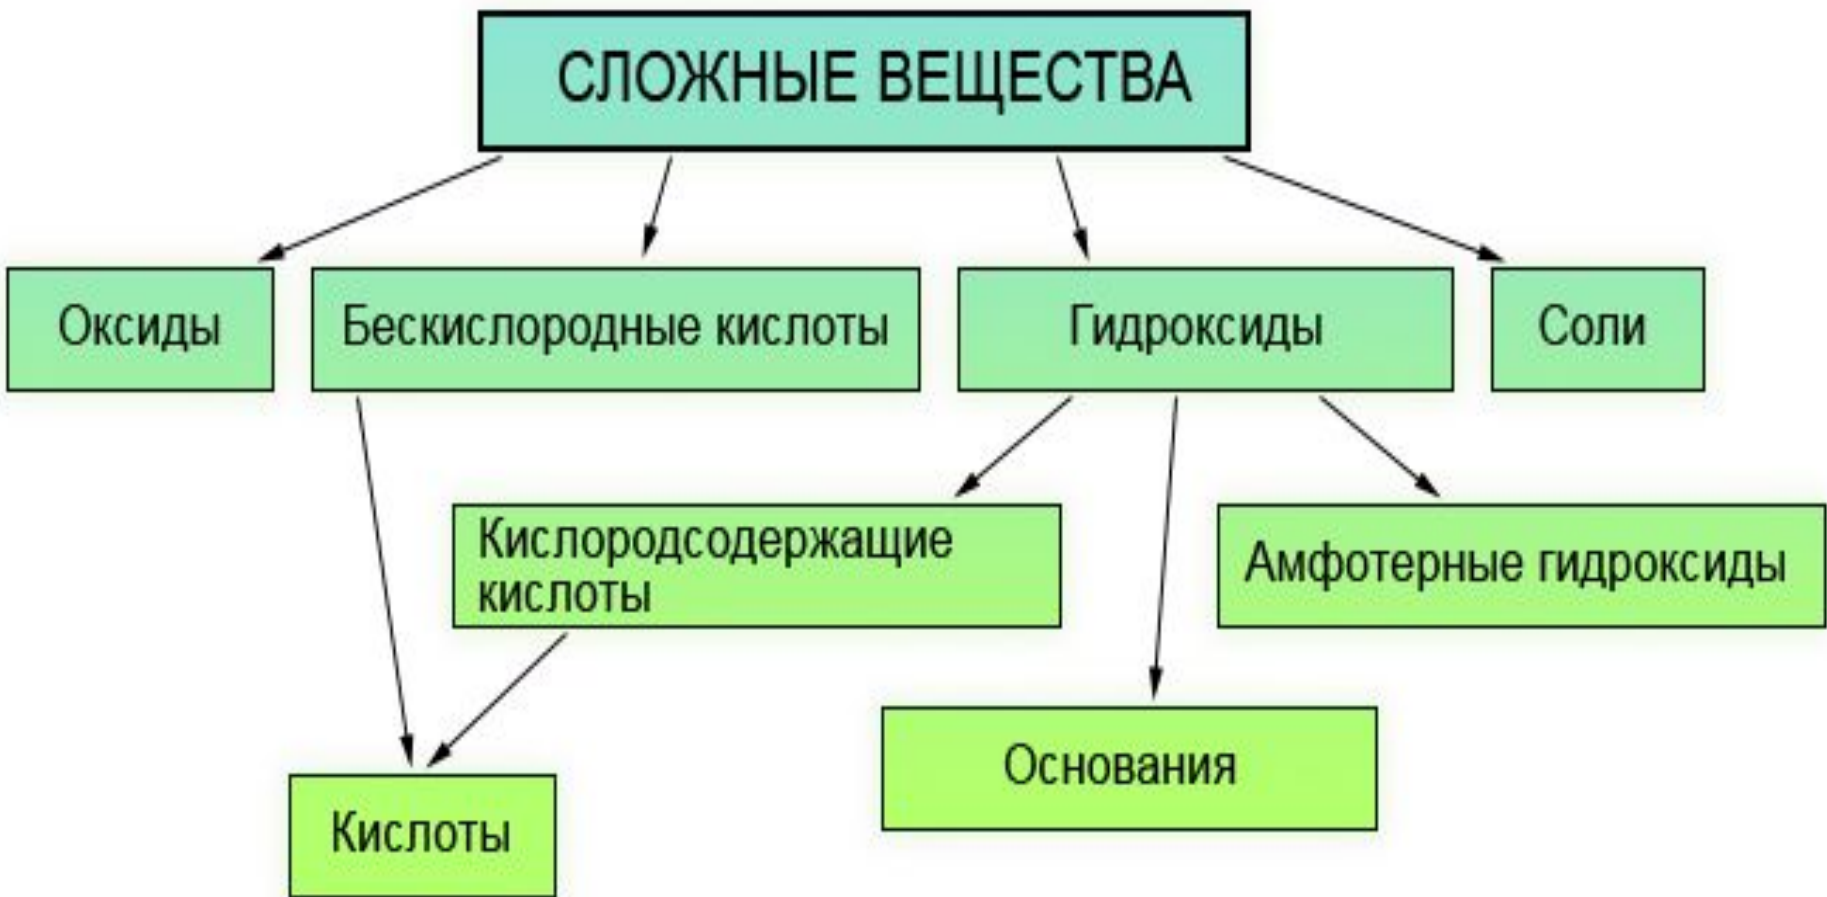 СЛОЖНЫЕ ВЕЩЕСТВА
Оксиды
Бескислородные кислоты
Гидроксиды
Соли
Кислородсодержащие
кислоты
Амфотерные гидроксиды
Основания
Кислоты